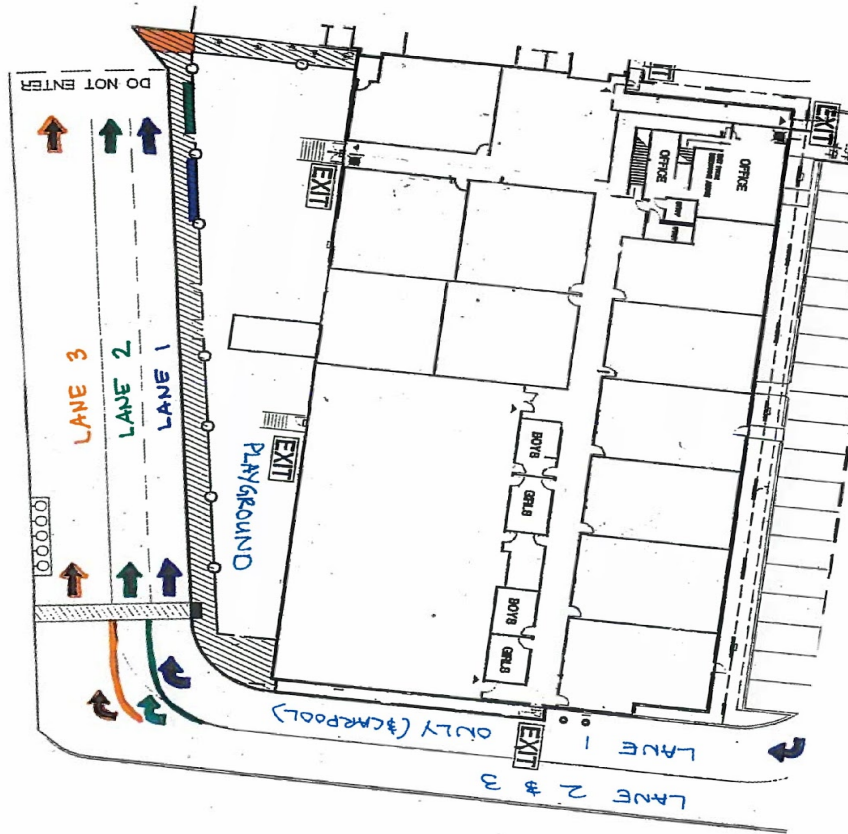 DO NOT ENTER
EXIT
EXIT
OFFICE
OFFICE
EXIT
LANE 3
LANE 2
LANE 1
EXIT
PLAYGROUND
BOYS
GIRLS
BOYS
GIRLS
LANE 1 ONLY (& CARPOOL)
EXIT
LANE 2 & 3